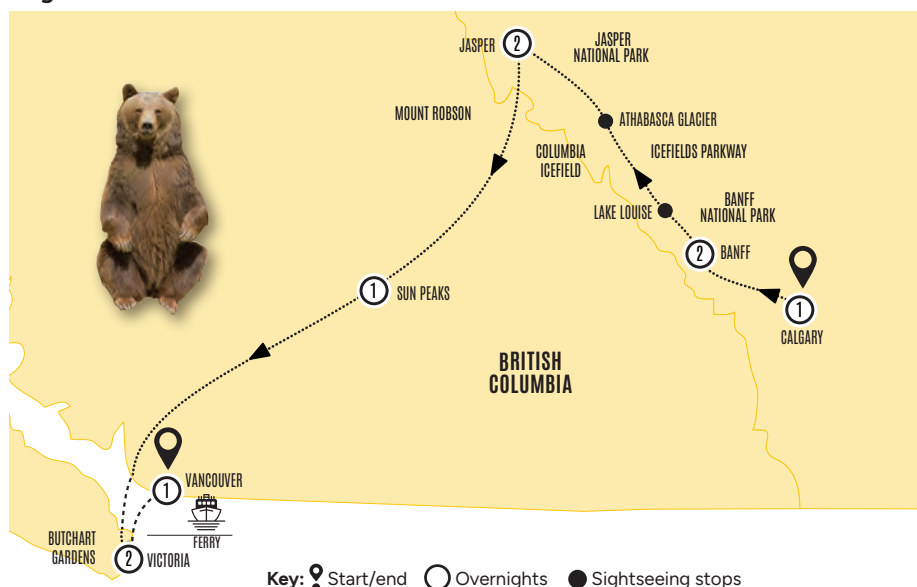 JASPER
2
JASPER
NATIONAL PARK
MOUNT ROBSON
ATHABASCA GLACIER
COLUMBIA
ICEFIELD
ICEFIELDS PARKWAY
BANFF
NATIONAL PARK
LAKE LOUISE
2
BANFF
1
SUN PEAKS
1
CALGARY
BRITISH
COLUMBIA
1
VANCOUVER
FERRY
BUTCHART
GARDENS
2
VICTORIA
Key: Start/end Overnights Sightseeing stops